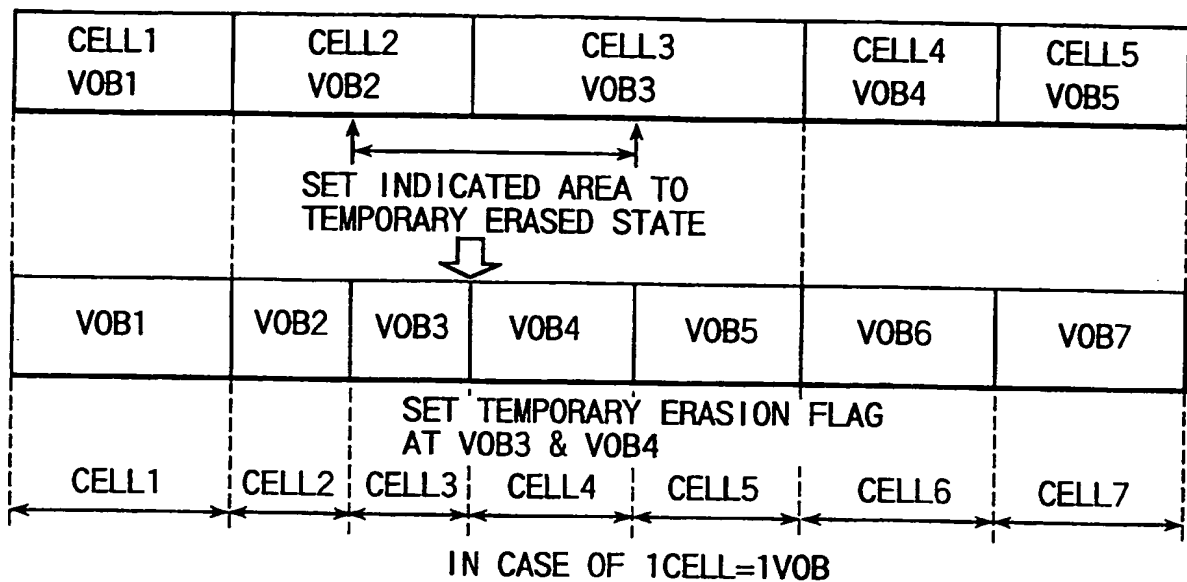 CELL1 CELL2 CELL3 CELL4 CELL5
VOB1 VOB2 VOB3 VOB4 VOB5
SET INDICATED AREA TO
TEMPORARY ERASED STATE
VOB1 VOB2 VOB3 VOB4 VOB5 VOB6 VOB7
SET TEMPORARY ERASION FLAG
AT VOB3 & VOB4
CELL1 CELL2 CELL3 CELL4 CELL5 CELL6 CELL7
IN CASE OF 1CELL=1VOB